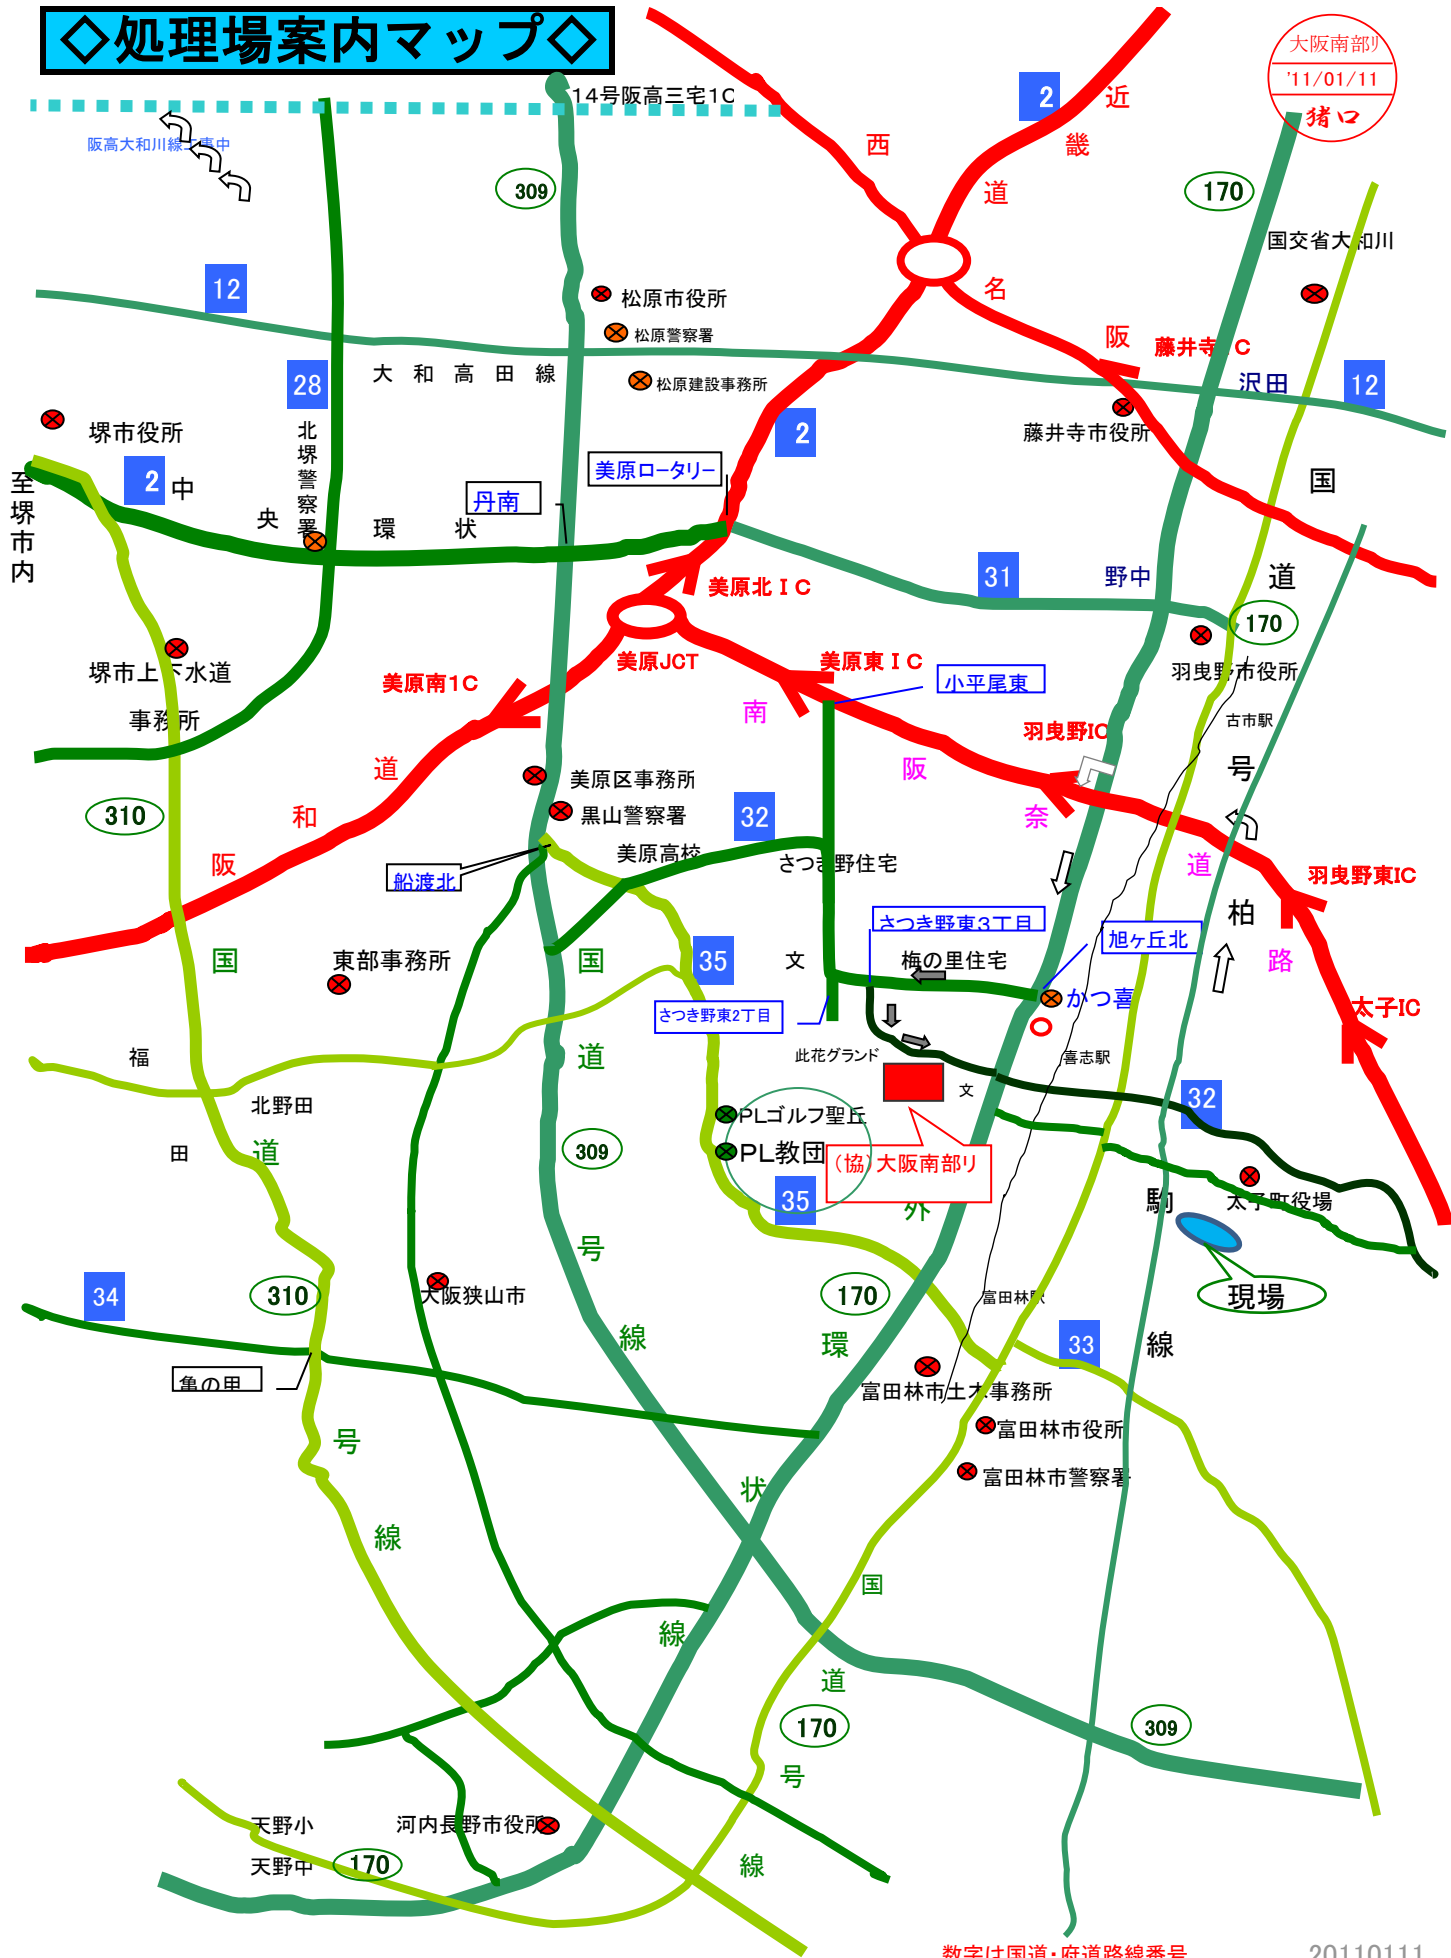 ◇処理場案内マップ◇
大阪南部ﾘ
'11/01/11
猪口
14号阪高三宅1C
2
近
畿
道
西
名
阪
阪高大和川線工事中
309
170
国交省大和川
12
松原市役所
松原警察署
松原建設事務所
藤井寺IC
沢田
12
28
大和高田線
2
藤井寺市役所
堺市役所
北堺警察署
至堺市内
2
中央環状
丹南
美原ロータリー
国
道
170
号
柏
駒
線
31
野中
美原北IC
羽曳野市役所
古市駅
堺市上下水道
事務所
美原南1C
美原JCT
美原東IC
小平尾東
南
阪
奈
道
路
羽曳野IC
道
和
阪
310
美原区事務所
黒山警察署
32
美原高校
さつき野住宅
船渡北
羽曳野東IC
さつき野東3丁目
旭ヶ丘北
国
東部事務所
国
35
文
梅の里住宅
かつ喜
さつき野東2丁目
太子IC
福
田
北野田
道
道
此花グランド
喜志駅
文
32
309
PLゴルフ聖丘
PL教団
(協)大阪南部リ
35
外
太子町役場
現場
34
310
大阪狭山市
号
線
170
環
富田林駅
33
亀の里
富田林市土木事務所
富田林市役所
富田林市警察署
号
線
状
線
国
道
170
号
線
309
天野小
天野中
170
河内長野市役所
数字は国道・府道路線番号
20110111